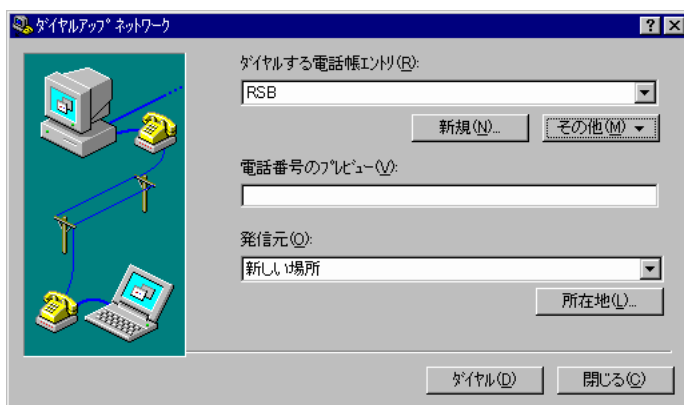 ダイヤルアップ ネットワーク
ダイヤルする電話帳エントリ(R):
RSB
新規(N)... その他(M)
電話番号のプレビュー(V):
発信元(O):
新しい場所
所在地(L)...
ダイヤル(D) 閉じる(C)